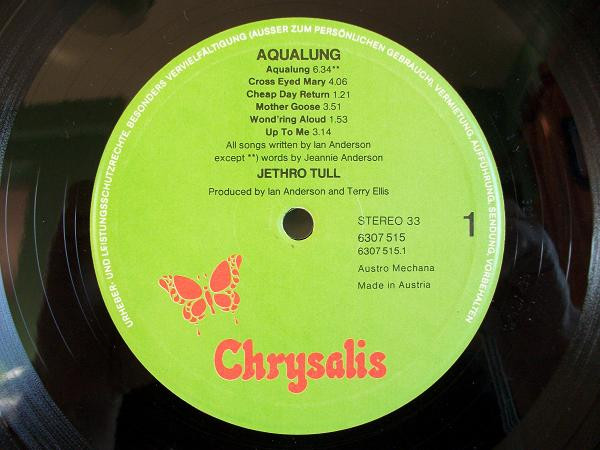 URHEBER- UND LEISTUNGSSCHUTZRECHTE, BESONDERS VERVIELFÄLTIGUNG (AUSSER ZUM PERSÖNLICHEN GEBRAUCH), VERMIETUNG, AUFFÜHRUNG, SENDUNG, VORBEHALTEN
AQUALUNG
Aqualung 6.34**
Cross Eyed Mary 4.06
Cheap Day Return 1.21
Mother Goose 3.51
Wond'ring Aloud 1.53
Up To Me 3.14
All songs written by Ian Anderson
except **) words by Jeannie Anderson
JETHRO TULL
Produced by Ian Anderson and Terry Ellis
STEREO 33
1
6307 515
6307 515.1
Austro Mechana
Made in Austria
Chrysalis